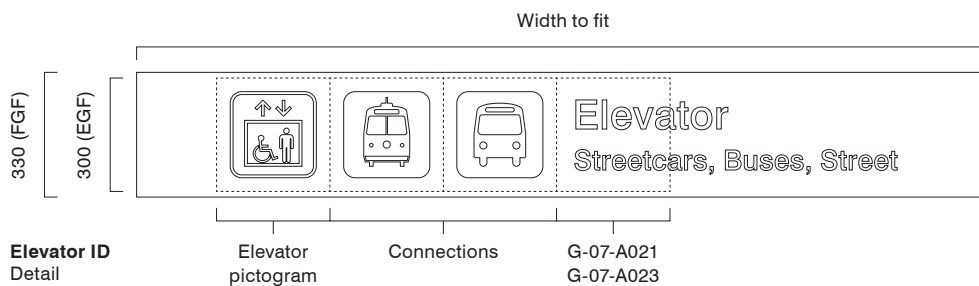 Width to fit
330 (FGF)
300 (EGF)
Elevator
Streetcars, Buses, Street
Elevator ID
Detail
Elevator
pictogram
Connections
G-07-A021
G-07-A023